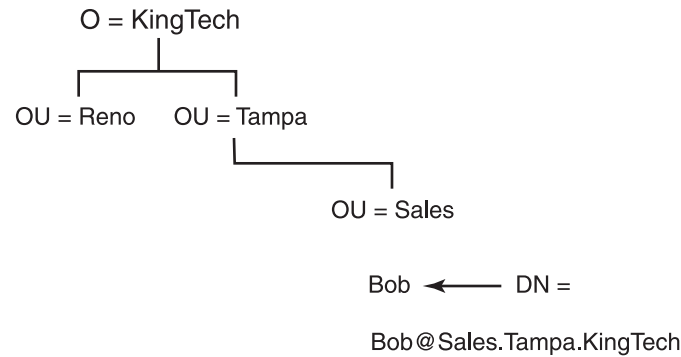 O = KingTech
OU = Reno OU = Tampa
OU = Sales
Bob DN =
Bob@Sales.Tampa.KingTech